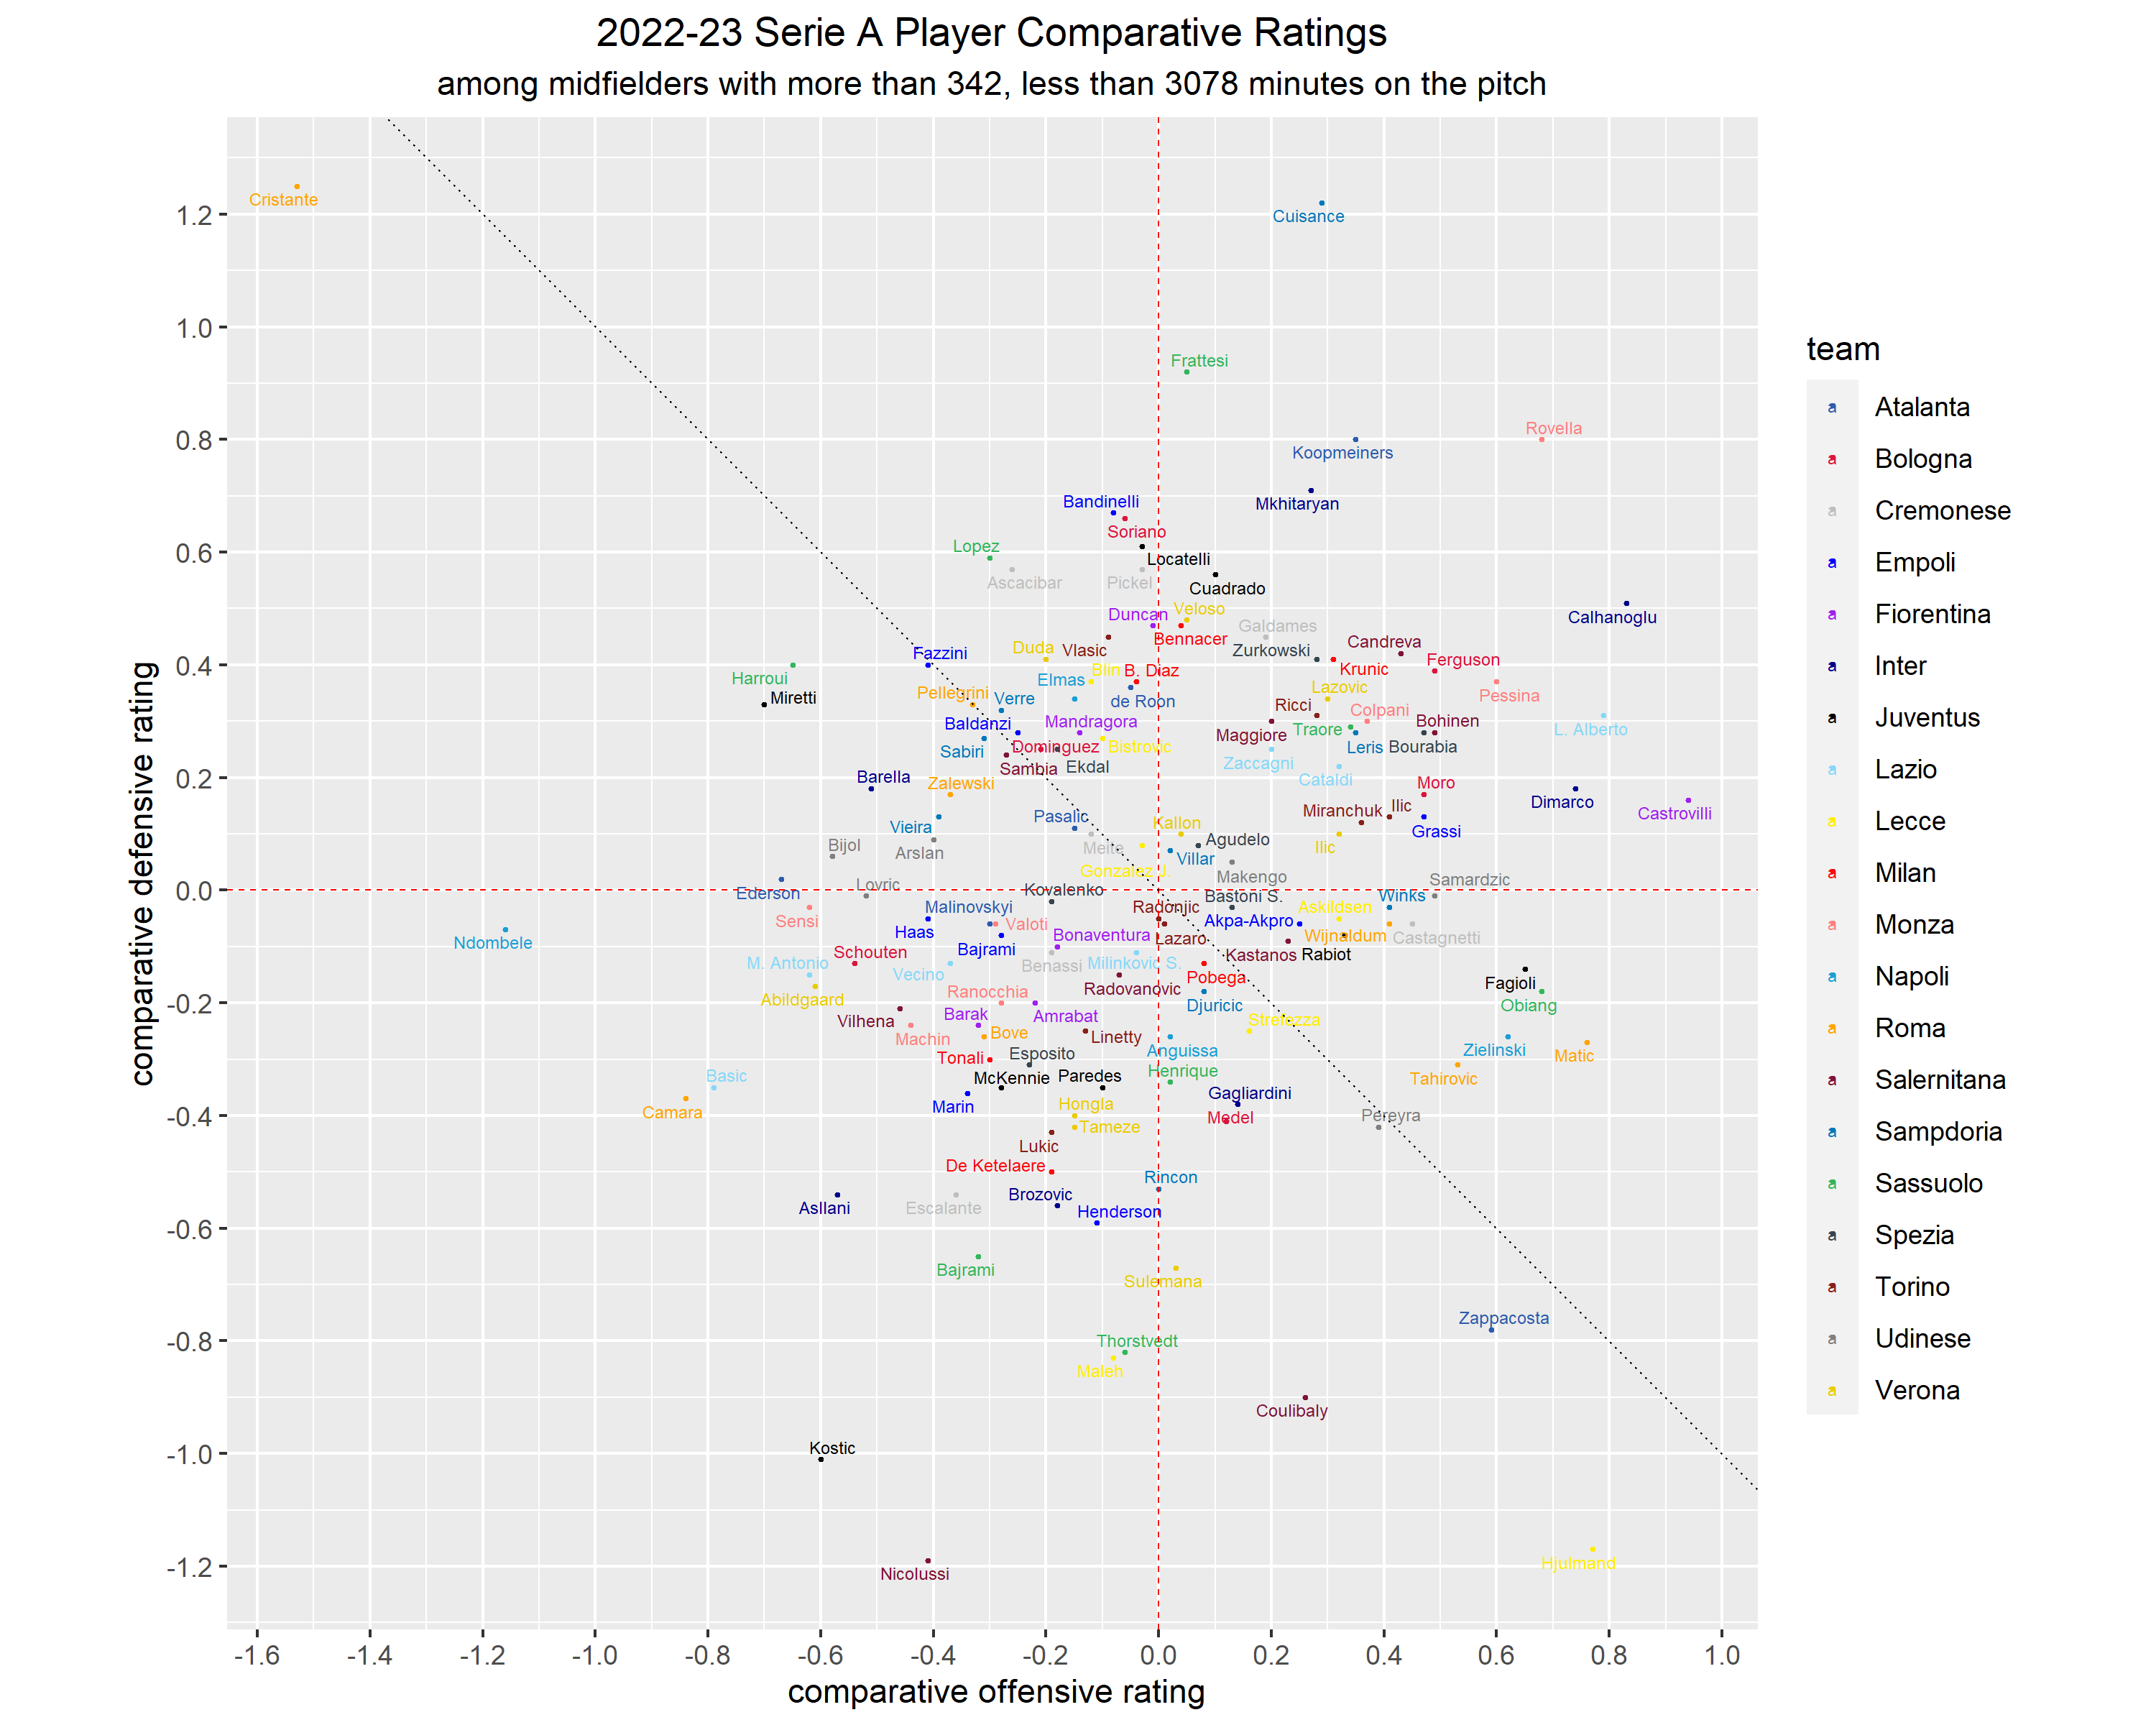 2022-23 Serie A Player Comparative Ratings
among midfielders with more than 342, less than 3078 minutes on the pitch
comparative defensive rating
1.2
1.0
0.8
0.6
0.4
0.2
0.0
-0.2
-0.4
-0.6
-0.8
-1.0
-1.2
Cristante
Cuisance
Frattesi
Rovella
Koopmeiners
Mkhitaryan
Bandinelli
Soriano
Lopez
Locatelli
Ascacibar
Pickel
Cuadrado
Veloso
Duncan
Calhanoglu
Galdames
Bennacer
Candreva
Duda
Vlasic
Zurkowski
Fazzini
Ferguson
Blin
B. Diaz
Krunic
Harroui
Elmas
Lazovic
Pellegrini
Pessina
Miretti
Verre
de Roon
Ricci
Colpani
Baldanzi
Mandragora
Bohinen
L. Alberto
Traore
Maggiore
Dominguez
Bistrovic
Leris
Bourabia
Sabiri
Zaccagni
Sambia
Ekdal
Barella
Cataldi
Zalewski
Moro
Dimarco
Miranchuk
Ilic
Castrovilli
Pasalic
Vieira
Kallon
Grassi
Agudelo
Bijol
Meite
Ilic
Arslan
Villar
Gonzalez J.
Makengo
Lovric
Samardzic
Ederson
Kovalenko
Bastoni S.
Winks
Malinovskyi
Radonjic
Askildsen
Sensi
Valoti
Akpa-Akpro
Haas
Bonaventura
Lazaro
Wijnaldum
Castagnetti
Ndombele
Bajrami
Schouten
Kastanos
Rabiot
M. Antonio
Vecino
Benassi
Milinkovic S.
Pobega
Fagioli
Radovanovic
Ranocchia
Abildgaard
Djuricic
Obiang
Barak
Amrabat
Strefezza
Vilhena
Machin
Bove
Linetty
Anguissa
Zielinski
Matic
Tonali
Esposito
Henrique
Basic
McKennie
Paredes
Tahirovic
Gagliardini
Marin
Hongla
Camara
Medel
Pereyra
Tameze
Lukic
De Ketelaere
Rincon
Brozovic
Asllani
Escalante
Henderson
Bajrami
Sulemana
Zappacosta
Thorstvedt
Maleh
Coulibaly
Kostic
Hjulmand
Nicolussi
-1.6 -1.4 -1.2 -1.0 -0.8 -0.6 -0.4 -0.2 0.0 0.2 0.4 0.6 0.8 1.0
comparative offensive rating
team
a Atalanta
a Bologna
a Cremonese
a Empoli
a Fiorentina
a Inter
a Juventus
a Lazio
a Lecce
a Milan
a Monza
a Napoli
a Roma
a Salernitana
a Sampdoria
a Sassuolo
a Spezia
a Torino
a Udinese
a Verona